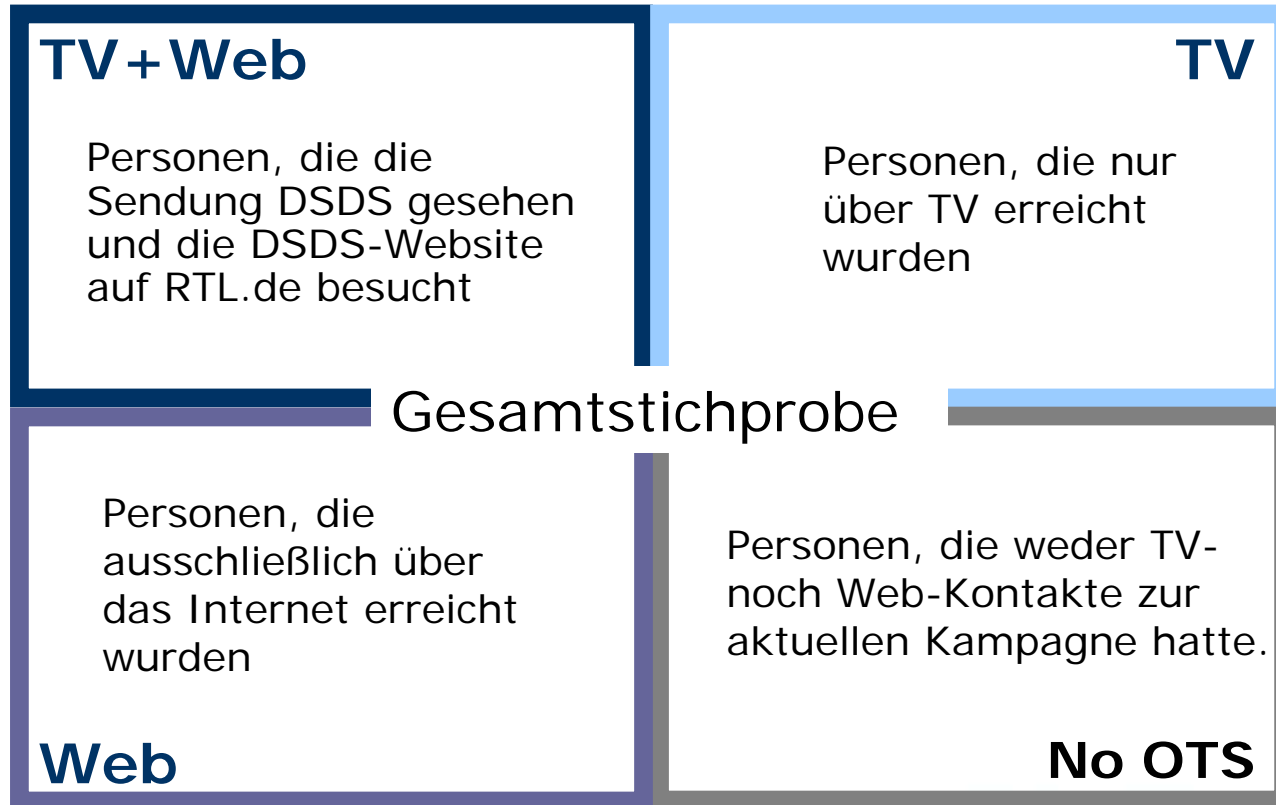 TV+Web
Personen, die die
Sendung DSDS gesehen
und die DSDS-Website
auf RTL.de besucht
TV
Personen, die nur
über TV erreicht
wurden
Gesamtstichprobe
Personen, die
ausschließlich über
das Internet erreicht
wurden
Web
Personen, die weder TV-
noch Web-Kontakte zur
aktuellen Kampagne hatte.
No OTS